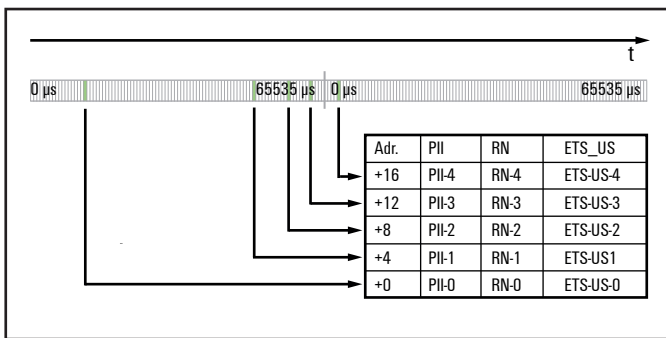 t
0 µs 65535 µs 0 µs 65535 µs
Adr. PII RN ETS_US
+16 PII-4 RN-4 ETS-US-4
+12 PII-3 RN-3 ETS-US-3
+8 PII-2 RN-2 ETS-US-2
+4 PII-1 RN-1 ETS-US1
+0 PII-0 RN-0 ETS-US-0